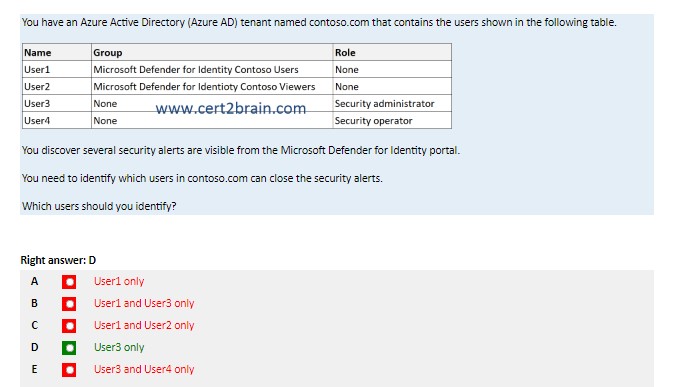 You have an Azure Active Directory (Azure AD) tenant named contoso.com that contains the users shown in the following table.
Name Group Role
User1 Microsoft Defender for Identity Contoso Users None
User2 Microsoft Defender for Identioty Contoso Viewers None
User3 None Security administrator
www.cert2brain.com
User4 None Security operator
You discover several security alerts are visible from the Microsoft Defender for Identity portal.
You need to identify which users in contoso.com can close the security alerts.
Which users should you identify?
Right answer: D
A User1 only
B User1 and User3 only
C User1 and User2 only
D User3 only
E User3 and User4 only